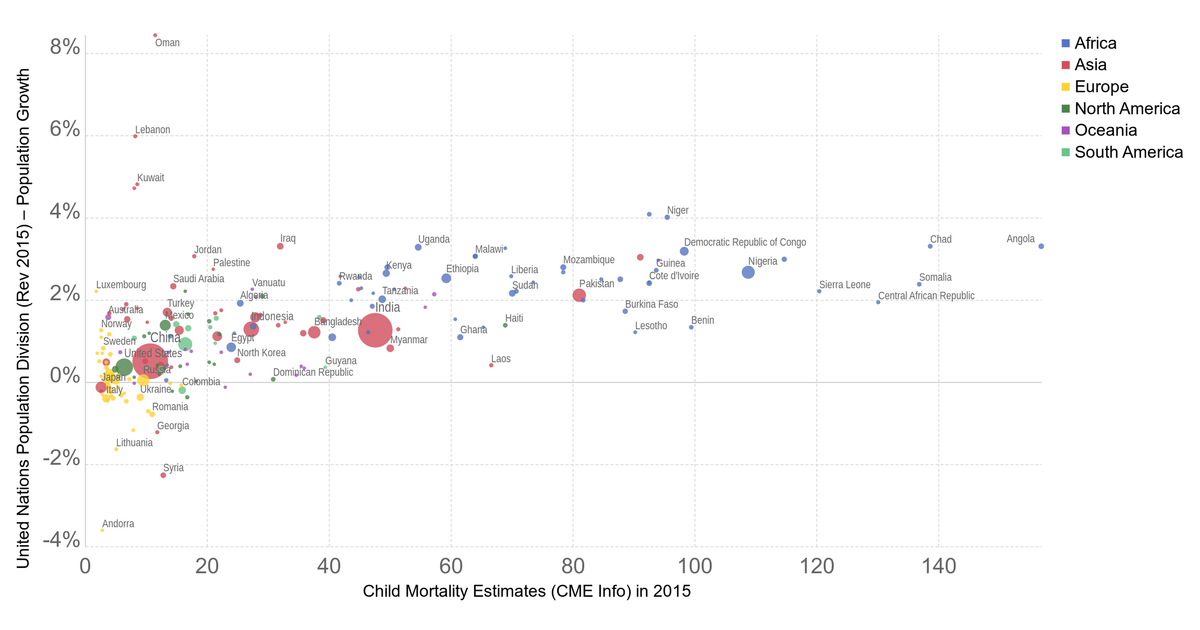 8%
6%
4%
2%
0%
-2%
-4%
0
20
40
60
80
100
120
140
United Nations Population Division (Rev 2015) – Population Growth
Child Mortality Estimates (CME Info) in 2015
Africa
Asia
Europe
North America
Oceania
South America
Oman
Lebanon
Kuwait
Niger
Jordan
Iraq
Uganda
Malawi
Democratic Republic of Congo
Chad
Angola
Palestine
Kenya
Mozambique
Guinea
Nigeria
Luxembourg
Saudi Arabia
Vanuatu
Rwanda
Ethiopia
Liberia
Cote d'Ivoire
Somalia
Algeria
Tanzania
Sudan
Pakistan
Sierra Leone
Central African Republic
Australia
Turkey
Mexico
Indonesia
Bangladesh
India
Haiti
Burkina Faso
Norway
Lesotho
Benin
Sweden
China
Egypt
Myanmar
Ghana
United States
North Korea
Guyana
Laos
Japan
Russia
Colombia
Dominican Republic
Italy
Ukraine
Romania
Georgia
Lithuania
Syria
Andorra